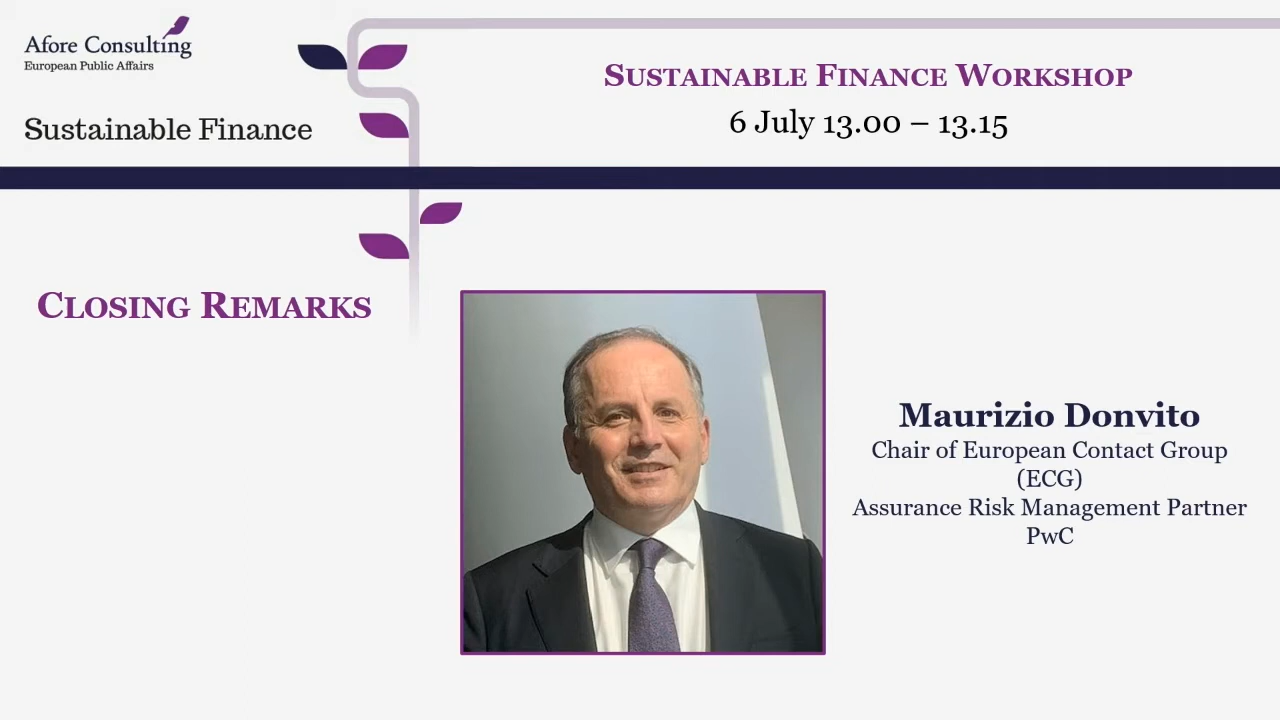 Afore Consulting
European Public Affairs
Sustainable Finance
Sustainable Finance Workshop
6 July 13.00 – 13.15
Closing Remarks
Maurizio Donvito
Chair of European Contact Group
(ECG)
Assurance Risk Management Partner
PwC